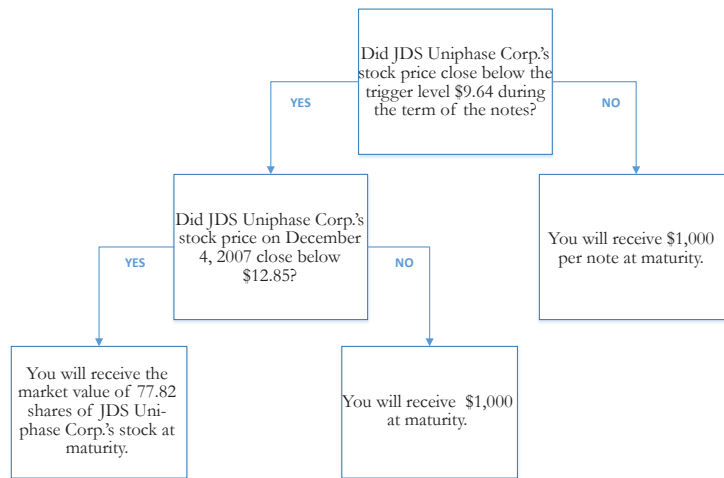 Did JDS Uniphase Corp.'s
stock price close below the
trigger level $9.64 during
the term of the notes?
YES
NO
Did JDS Uniphase Corp.'s
stock price on December
4, 2007 close below
$12.85?
You will receive $1,000
per note at maturity.
YES
NO
You will receive the
market value of 77.82
shares of JDS Uni-
phase Corp.'s stock at
maturity.
You will receive $1,000
at maturity.